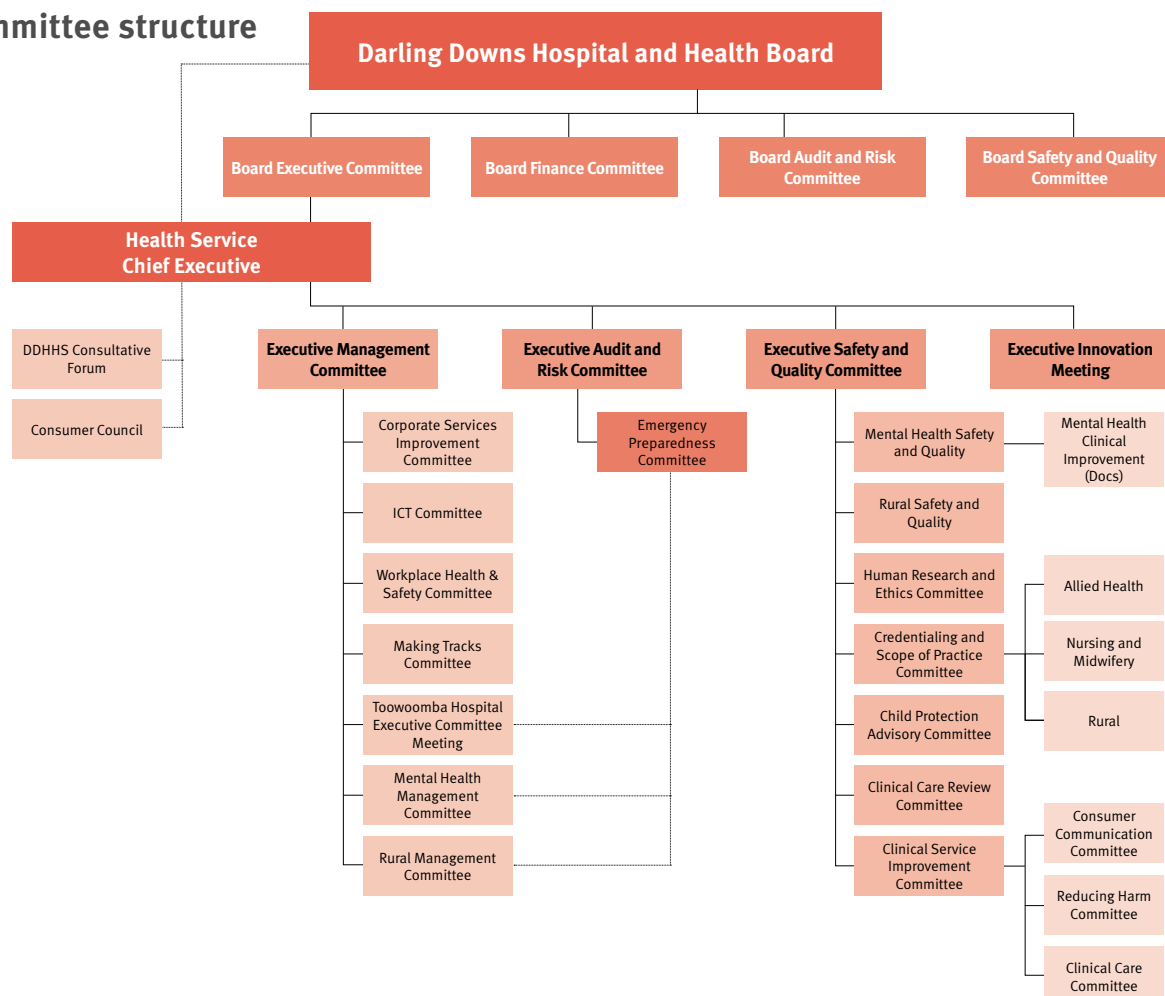 mmittee structure
Darling Downs Hospital and Health Board
Board Executive Committee
Board Finance Committee
Board Audit and Risk
Committee
Board Safety and Quality
Committee
Health Service
Chief Executive
DDHHS Consultative
Forum
Consumer Council
Executive Management
Committee
Executive Audit and
Risk Committee
Executive Safety and
Quality Committee
Executive Innovation
Meeting
Corporate Services
Improvement
Committee
ICT Committee
Workplace Health &
Safety Committee
Making Tracks
Committee
Toowoomba Hospital
Executive Committee
Meeting
Mental Health
Management
Committee
Rural Management
Committee
Emergency
Preparedness
Committee
Mental Health Safety
and Quality
Rural Safety and
Quality
Human Research and
Ethics Committee
Credentialing and
Scope of Practice
Committee
Child Protection
Advisory Committee
Clinical Care Review
Committee
Clinical Service
Improvement
Committee
Mental Health
Clinical
Improvement
(Docs)
Allied Health
Nursing and
Midwifery
Rural
Consumer
Communication
Committee
Reducing Harm
Committee
Clinical Care
Committee